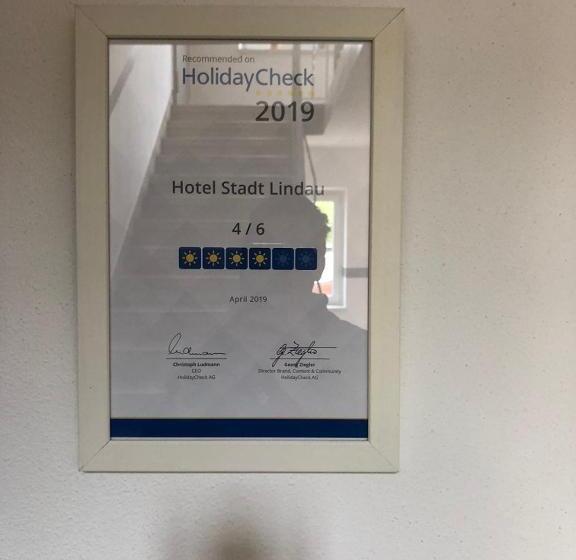 Recommended on
HolidayCheck
2019
Hotel Stadt Lindau
4 / 6
April 2019
Christoph Ludmann
CEO
HolidayCheck AG
Georg Ziegler
Director Brand, Content & Community
HolidayCheck AG